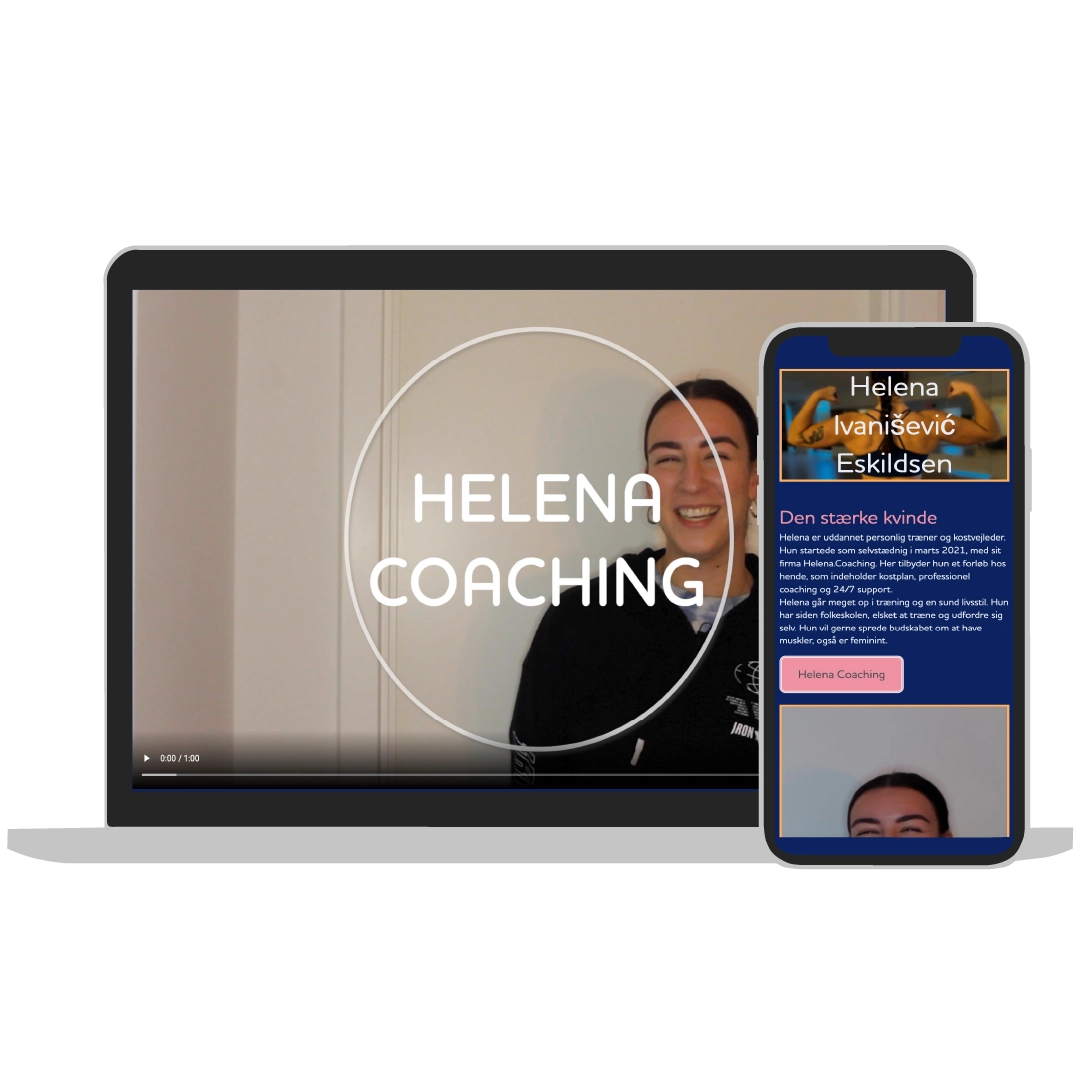 HELENA
COACHING
0:00 / 1:00
Helena
Ivanišević
Eskildsen
Den stærke kvinde
Helena er uddannet personlig træner og kostvejleder.
Hun startede som selvstædnig i marts 2021, med sit
firma Helena.Coaching. Her tilbyder hun et forløb hos
hende, som indeholder kostplan, professionel
coaching og 24/7 support.
Helena går meget op i træning og en sund livsstil. Hun
har siden folkeskolen, elsket at træne og udfordre sig
selv. Hun vil gerne sprede budskabet om at have
muskler, også er feminint.
Helena Coaching